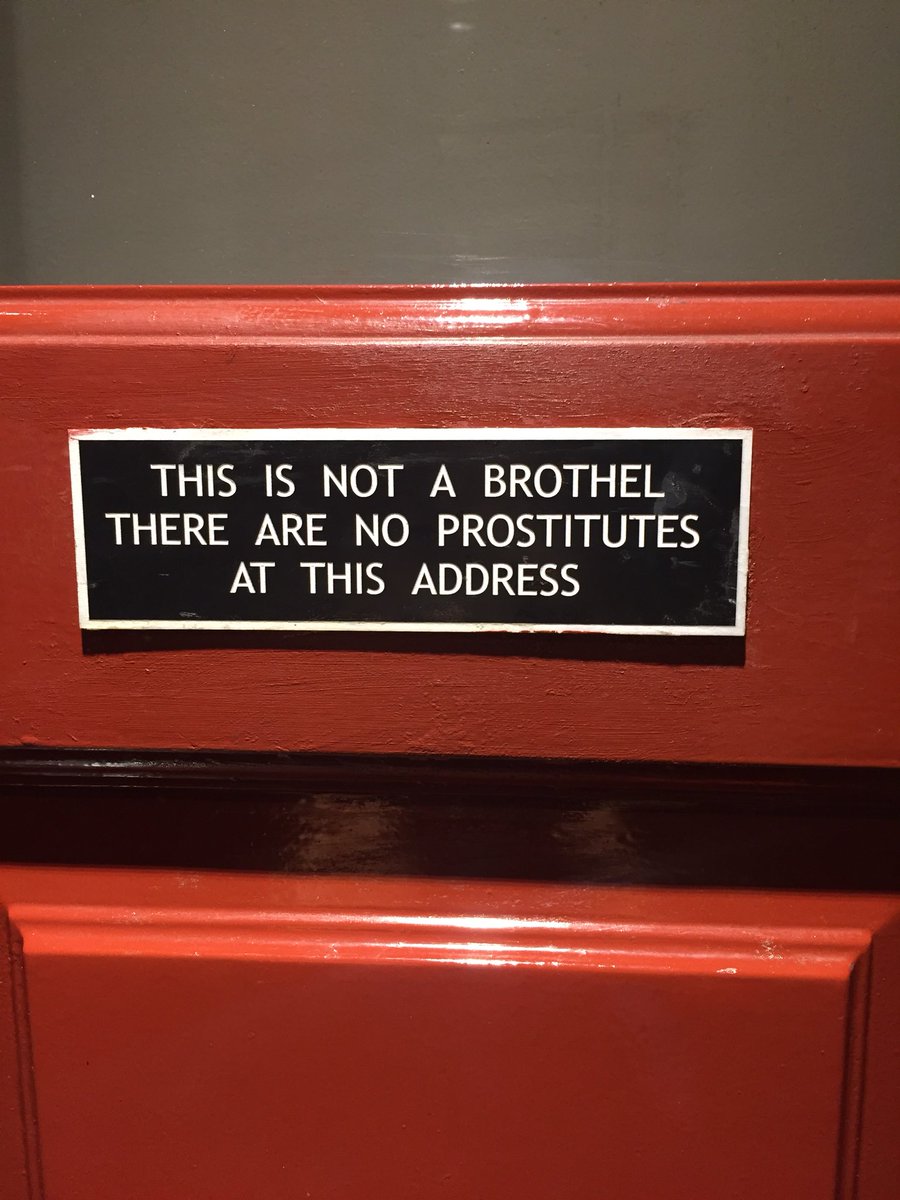 THIS IS NOT A BROTHEL
THERE ARE NO PROSTITUTES
AT THIS ADDRESS